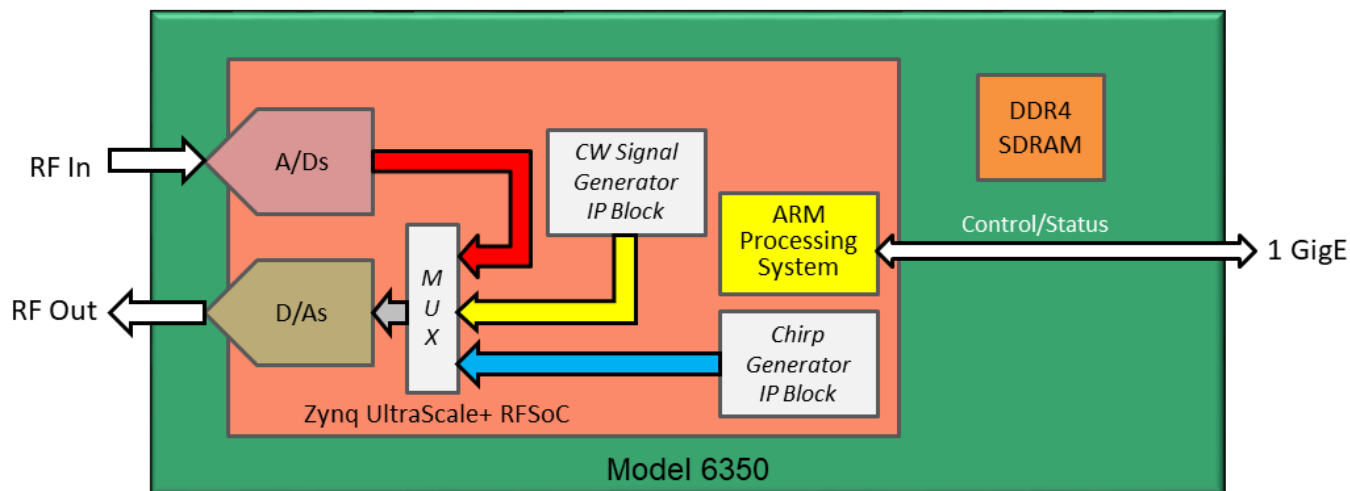 RF In
A/Ds
CW Signal
Generator
IP Block
DDR4
SDRAM
ARM
Processing
System
Control/Status
1 GigE
RF Out
D/As
M
U
X
Chirp
Generator
IP Block
Zynq UltraScale+ RFSoC
Model 6350